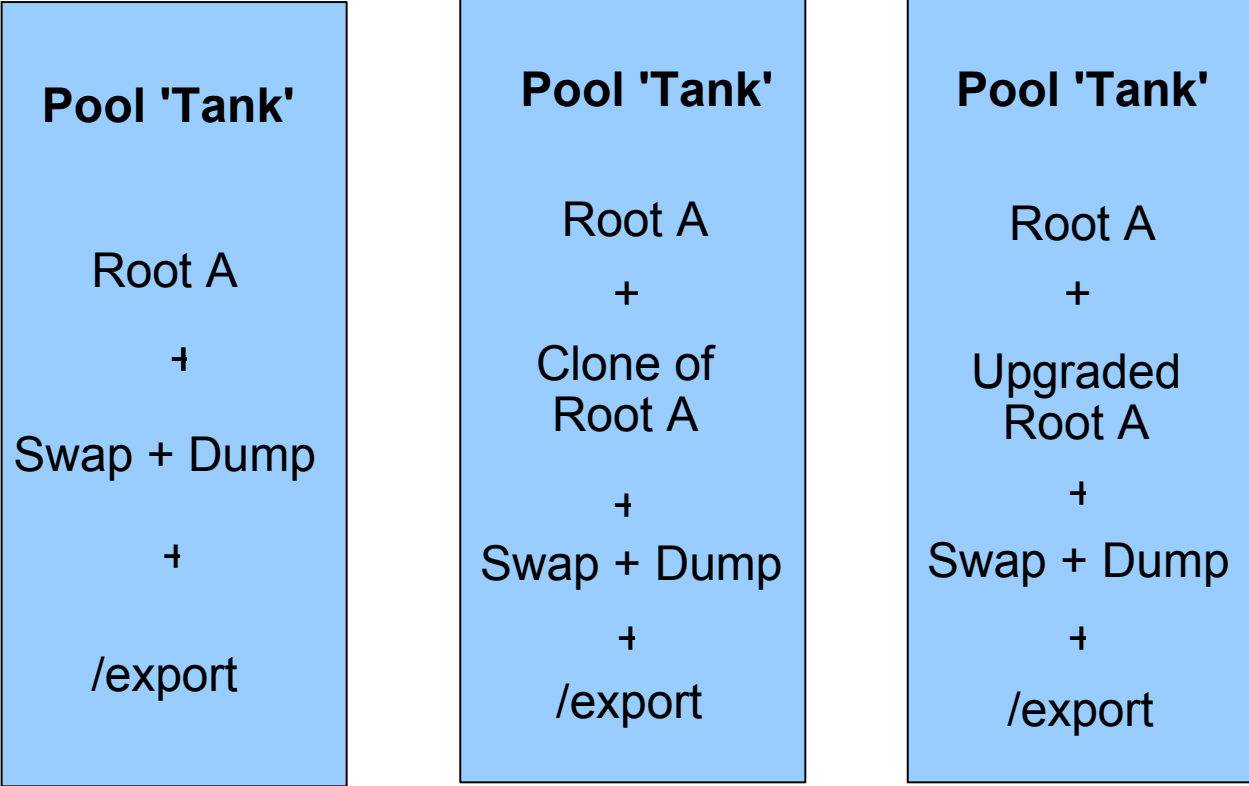 Pool 'Tank'
Root A
+
Swap + Dump
+
/export
Pool 'Tank'
Root A
+
Clone of
Root A
+
Swap + Dump
+
/export
Pool 'Tank'
Root A
+
Upgraded
Root A
+
Swap + Dump
+
/export